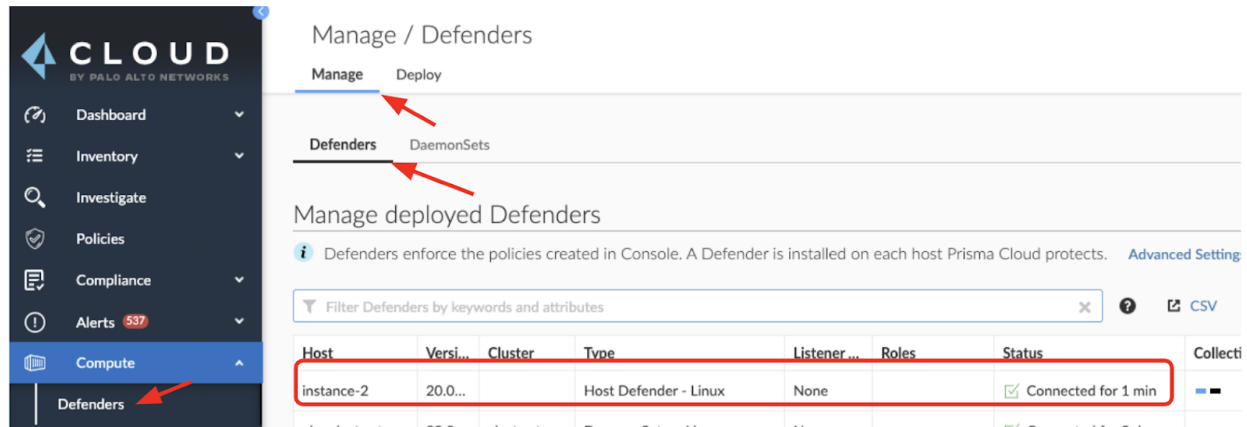 CLOUD
BY PALO ALTO NETWORKS
Dashboard
Inventory
Investigate
Policies
Compliance
Alerts 537
Compute
Defenders
Manage / Defenders
Manage Deploy
Defenders DaemonSets
Manage deployed Defenders
i Defenders enforce the policies created in Console. A Defender is installed on each host Prisma Cloud protects. Advanced Setting
Filter Defenders by keywords and attributes × ? CSV
Host Versi... Cluster Type Listener ... Roles Status Collecti
instance-2 20.0... Host Defender - Linux None Connected for 1 min